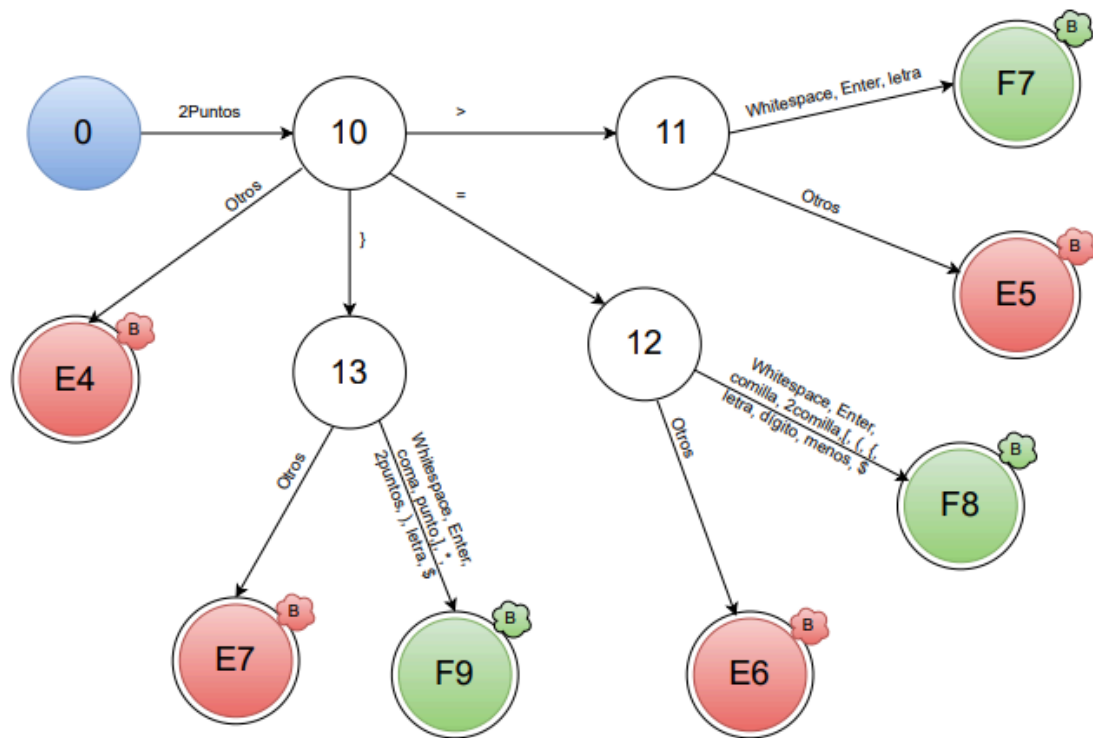 B
F7
Whitespace, Enter, letra
0
2Puntos
10
>
11
Otros
=
Otros
}
B
E5
B
E4
13
12
Whitespace, Enter,
comilla, 2comilla,[, (, {,
letra, dígito, menos, $
Otros
Whitespace, Enter,
coma, punto,], *,
2puntos, ), letra, $
Otros
B
F8
B
E7
B
F9
B
E6